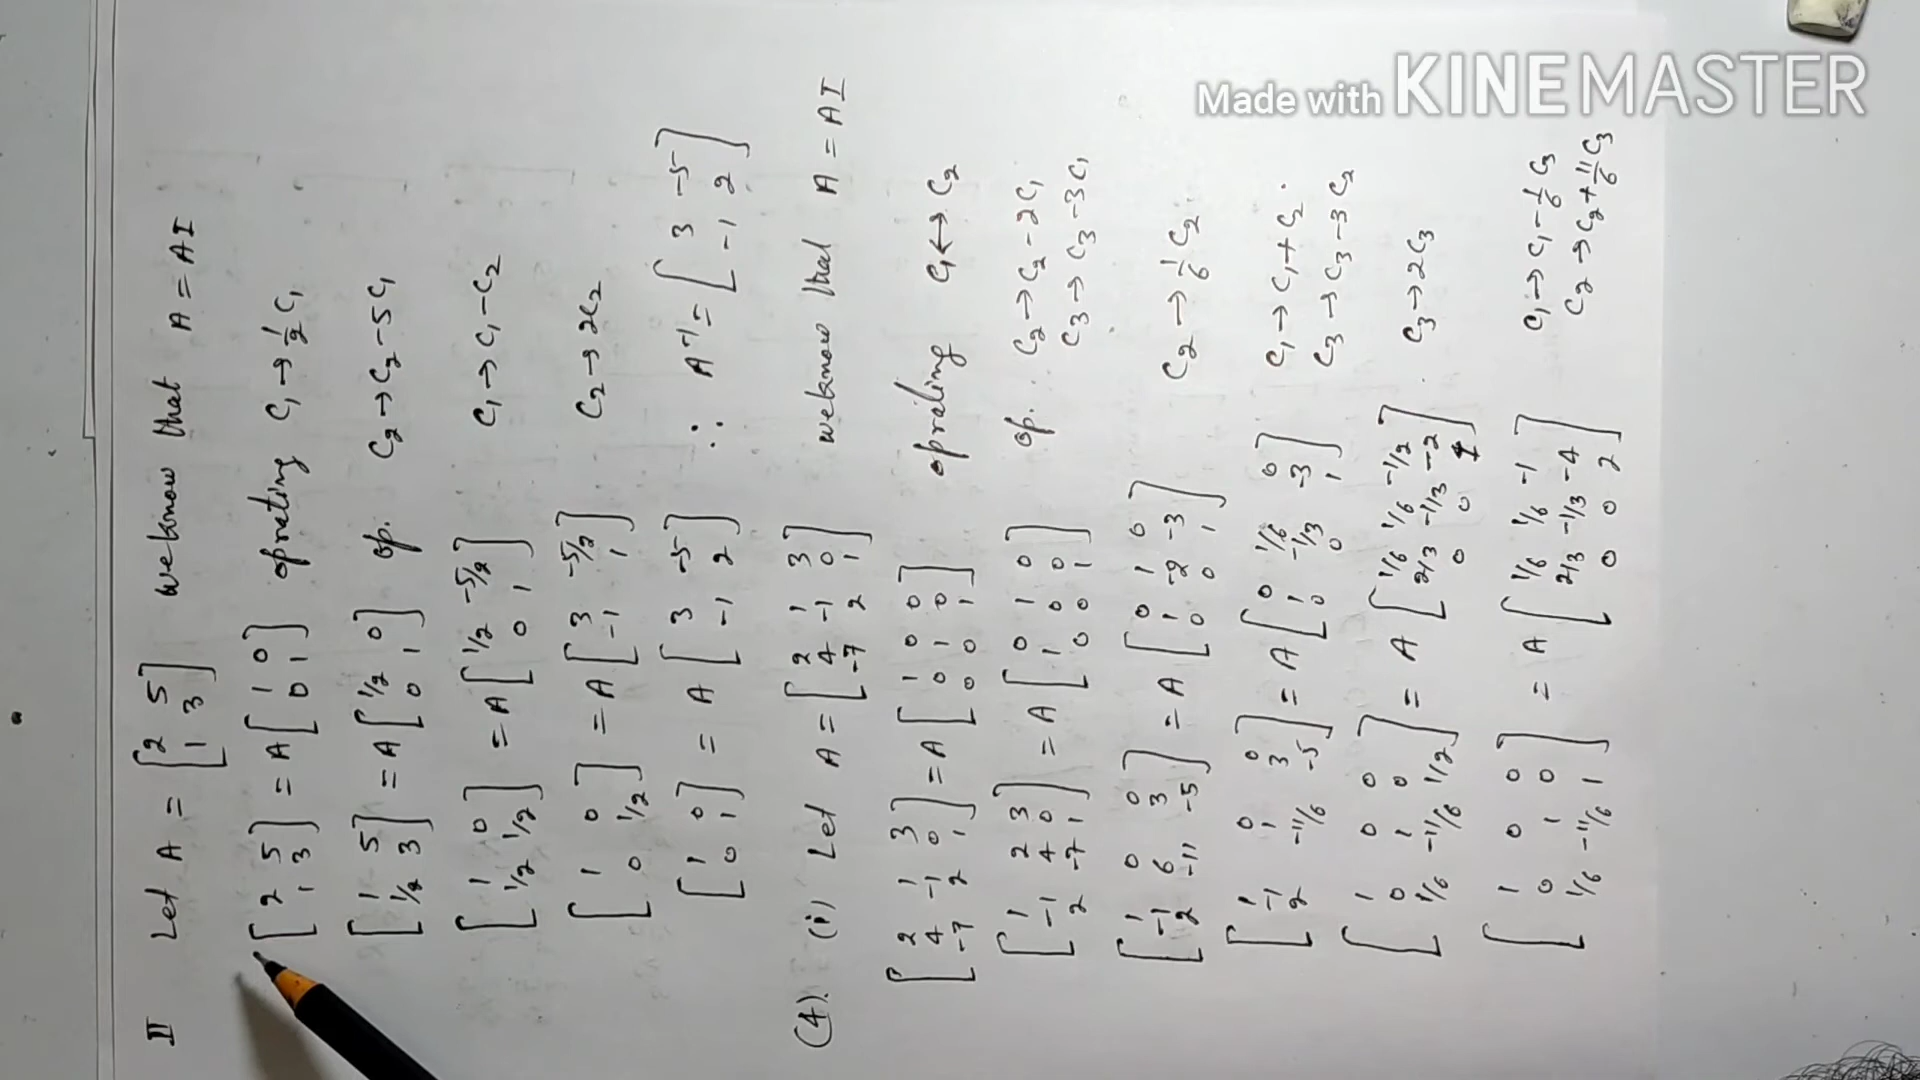 Made with KINEMASTER
II Let A = [2 5
1 3] we know that A = AI
[2 5
1 3] = A [1 0
0 1] oprating C₁ → 1/2 C₁
[1 5
1/2 3] = A [1/2 0
0 1] op. C₂ → C₂ - 5C₁
[1 0
1/2 1/2] = A [1/2 -5/2
0 1] C₁ → C₁ - C₂
[1 0
0 1/2] = A [3 -5/2
-1 1] C₂ → 2C₂
[1 0
0 1] = A [3 -5
-1 2] ∴ A⁻¹ = [3 -5
-1 2]
(4). (i) Let A = [2 1 3
4 -1 0
-7 2 1] we know that A = AI
[2 1 3
4 -1 0
-7 2 1] = A [1 0 0
0 1 0
0 0 1] oprating C₁ ↔ C₂
[1 2 3
-1 4 0
2 -7 1] = A [0 1 0
1 0 0
0 0 1] op. C₂ → C₂ - 2C₁
C₃ → C₃ - 3C₁
[1 0 0
-1 6 3
2 -11 -5] = A [0 1 0
1 -2 -3
0 0 1] C₂ → 1/6 C₂
[1 0 0
-1 1 3
2 -11/6 -5] = A [0 1/6 0
1 -1/3 -3
0 0 1] C₁ → C₁ + C₂
C₃ → C₃ - 3C₂
[1 0 0
0 1 0
1/6 -11/6 1/2] = A [1/6 1/6 -1/2
2/3 -1/3 -2
0 0 1] C₃ → 2C₃
[1 0 0
0 1 0
1/6 -11/6 1] = A [1/6 1/6 -1
2/3 -1/3 -4
0 0 2] C₁ → C₁ - 1/6 C₃
C₂ → C₂ + 11/6 C₃